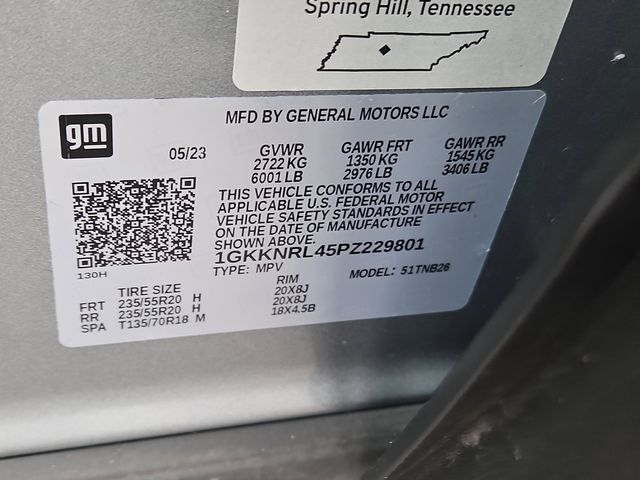 Spring Hill, Tennessee
gm
MFD BY GENERAL MOTORS LLC
05/23
GVWR
2722 KG
6001 LB
GAWR FRT
1350 KG
2976 LB
GAWR RR
1545 KG
3406 LB
THIS VEHICLE CONFORMS TO ALL
APPLICABLE U.S. FEDERAL MOTOR
VEHICLE SAFETY STANDARDS IN EFFECT
ON THE DATE OF MANUFACTURE
SHOWN ABOVE.
1GKKNRL45PZ229801
130H
TYPE: MPV
MODEL: 51TNB26
TIRE SIZE RIM
FRT 235/55R20 H 20X8J
RR 235/55R20 H 20X8J
SPA T135/70R18 M 18X4.5B